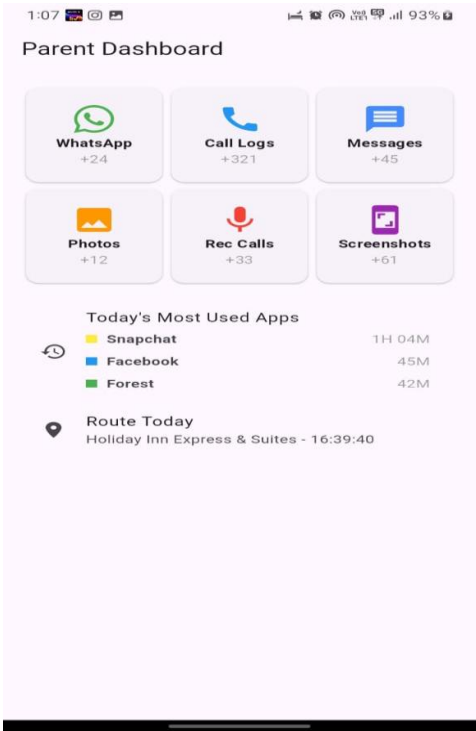 1:07 93%
Parent Dashboard
WhatsApp Call Logs Messages
+24 +321 +45
Photos Rec Calls Screenshots
+12 +33 +61
Today's Most Used Apps
Snapchat 1H 04M
Facebook 45M
Forest 42M
Route Today
Holiday Inn Express & Suites - 16:39:40